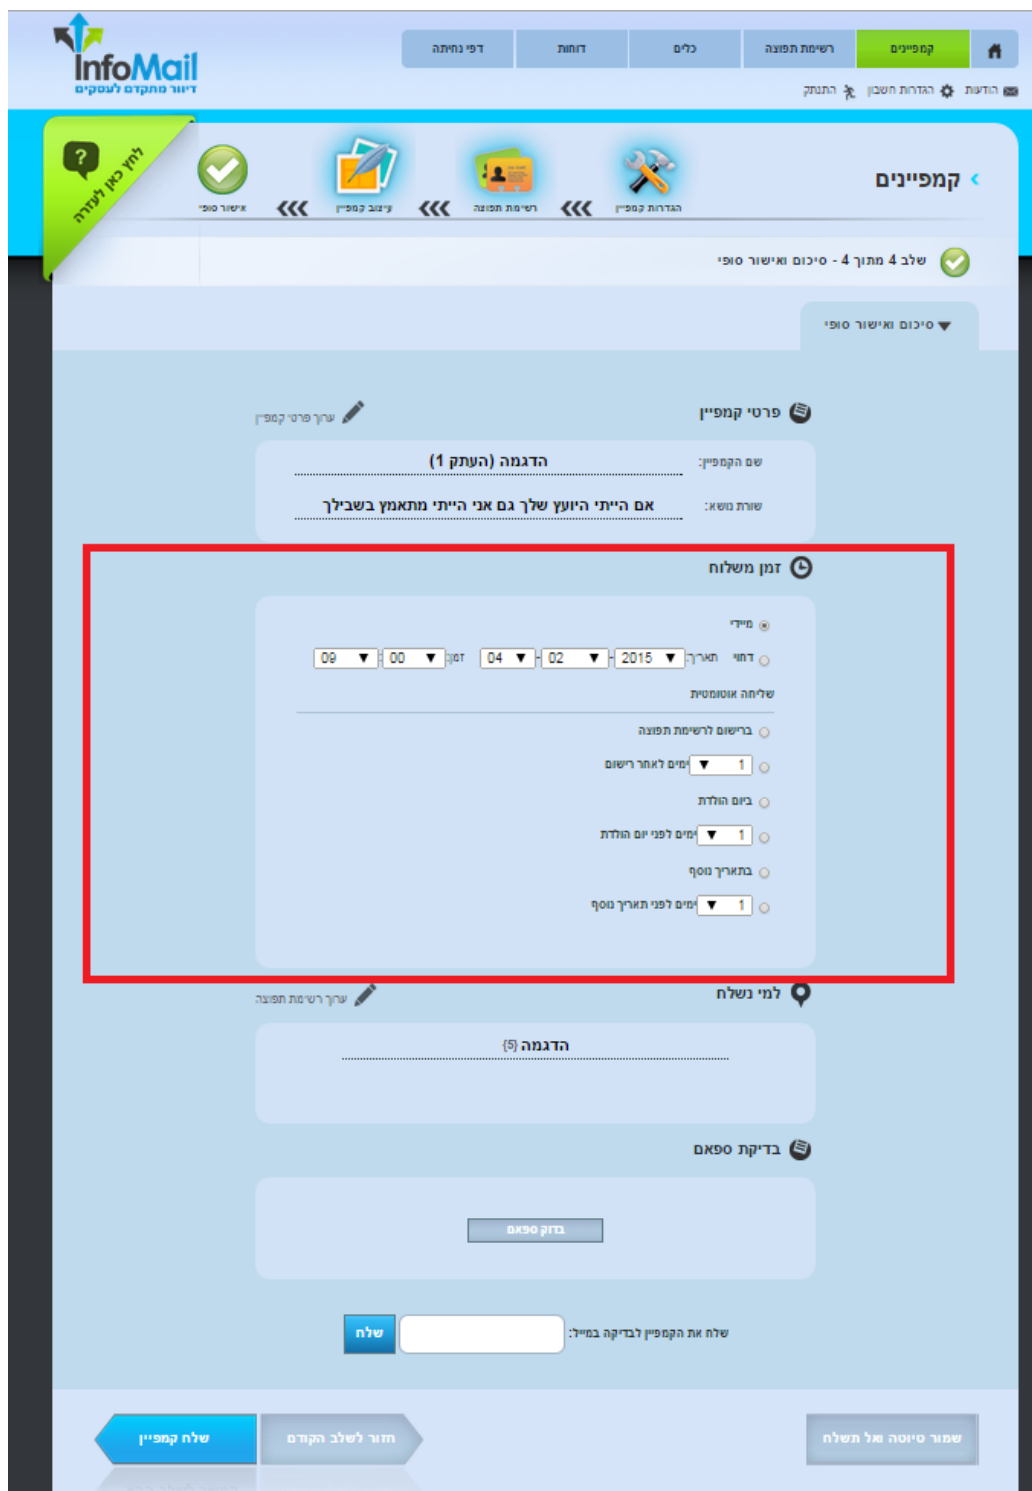 InfoMail
דיוור מתקדם לעסקים
קמפיינים
רשימת תפוצה
כלים
דוחות
דפי נחיתה
הודעות
הגדרות חשבון
התנתק
לחץ כאן לעזרה
קמפיינים
הגדרות קמפיין
רשימת תפוצה
עיצוב קמפיין
אישור סופי
שלב 4 מתוך 4 - סיכום ואישור סופי
סיכום ואישור סופי
פרטי קמפיין
ערוך פרטי קמפיין
שם הקמפיין: הדגמה (העתק 1)
שורת נושא: אם הייתי היועץ שלך גם אני הייתי מתאמץ בשבילך
זמן משלוח
מיידי
דחוי תאריך: 2015 - 02 - 04 זמן: 00 : 09
שליחה אוטומטית
ברישום לרשימת תפוצה
1 ימים לאחר רישום
ביום הולדת
1 ימים לפני יום הולדת
בתאריך נוסף
1 ימים לפני תאריך נוסף
למי נשלח
ערוך רשימת תפוצה
הדגמה {5}
בדיקת ספאם
בדוק ספאם
שלח את הקמפיין לבדיקה במייל:
שלח
שמור טיוטה ואל תשלח
חזור לשלב הקודם
שלח קמפיין